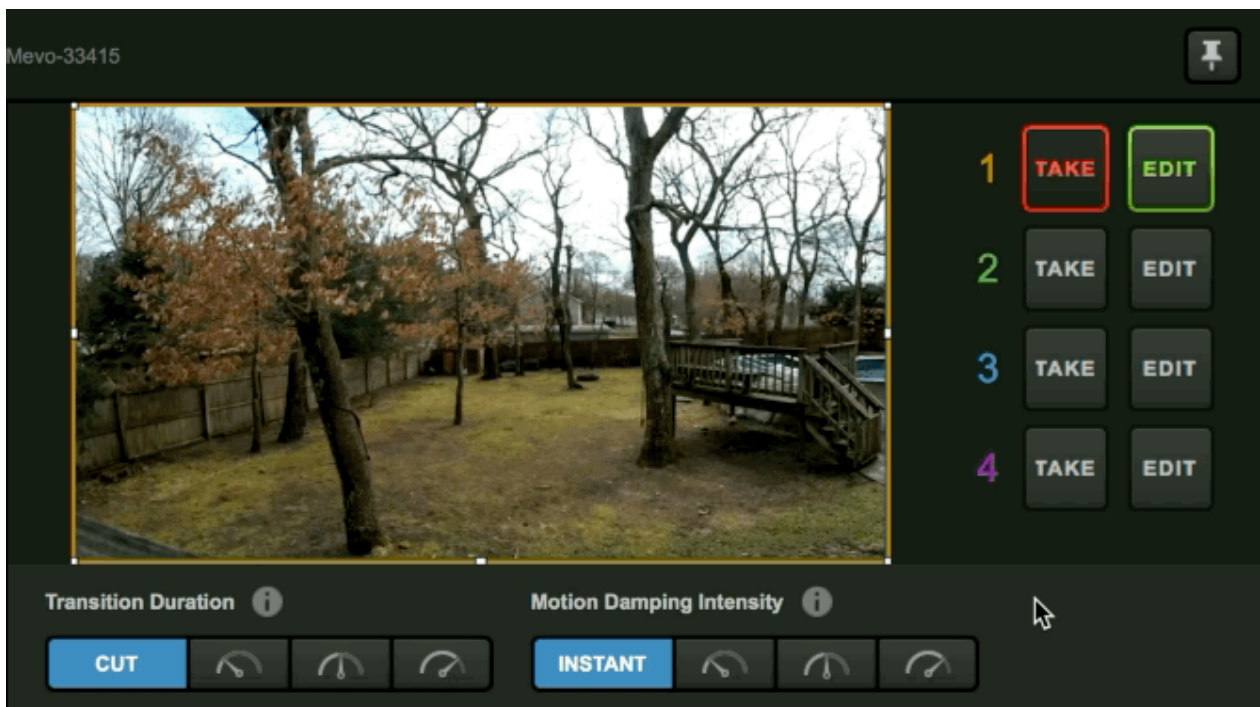 Mevo-33415
1 TAKE EDIT
2 TAKE EDIT
3 TAKE EDIT
4 TAKE EDIT
Transition Duration i Motion Damping Intensity i
CUT INSTANT